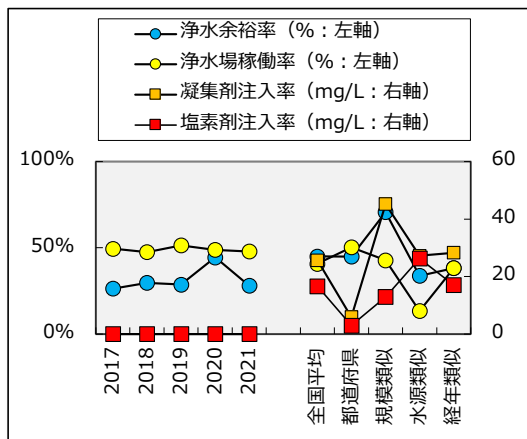 浄水余裕率（%：左軸）
浄水場稼働率（%：左軸）
凝集剤注入率（mg/L：右軸）
塩素剤注入率（mg/L：右軸）
100%
50%
0%
60
40
20
0
2017
2018
2019
2020
2021
全国平均
都道府県
規模類似
水源類似
経年類似